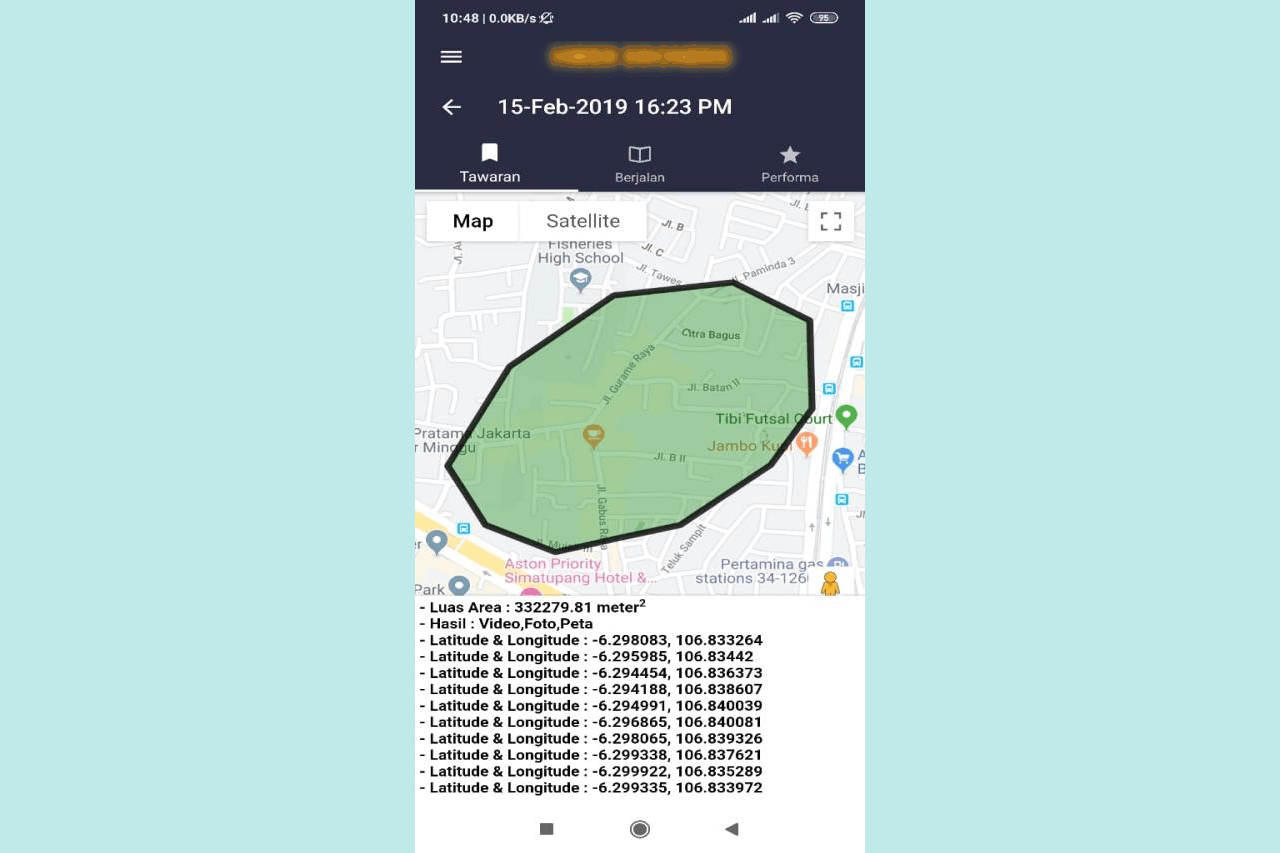 10:48 | 0.0KB/s
95
15-Feb-2019 16:23 PM
Tawaran
Berjalan
Performa
Map
Satellite
Jl. B
Jl. C
Fisheries
High School
Jl. Tawes
Jl. Paminda 3
Masji
Citra Bagus
Jl. Gurame Raya
Jl. Batan II
Tibi Futsal Court
Pratama Jakarta
r Minggu
Jambo Kupi
Jl. B II
Jl. Gabus Raya
Teluk Sampit
Aston Priority
Simatupang Hotel &...
Pertamina gas
stations 34-126
Park
- Luas Area : 332279.81 meter²
- Hasil : Video,Foto,Peta
- Latitude & Longitude : -6.298083, 106.833264
- Latitude & Longitude : -6.295985, 106.83442
- Latitude & Longitude : -6.294454, 106.836373
- Latitude & Longitude : -6.294188, 106.838607
- Latitude & Longitude : -6.294991, 106.840039
- Latitude & Longitude : -6.296865, 106.840081
- Latitude & Longitude : -6.298065, 106.839326
- Latitude & Longitude : -6.299338, 106.837621
- Latitude & Longitude : -6.299922, 106.835289
- Latitude & Longitude : -6.299335, 106.833972